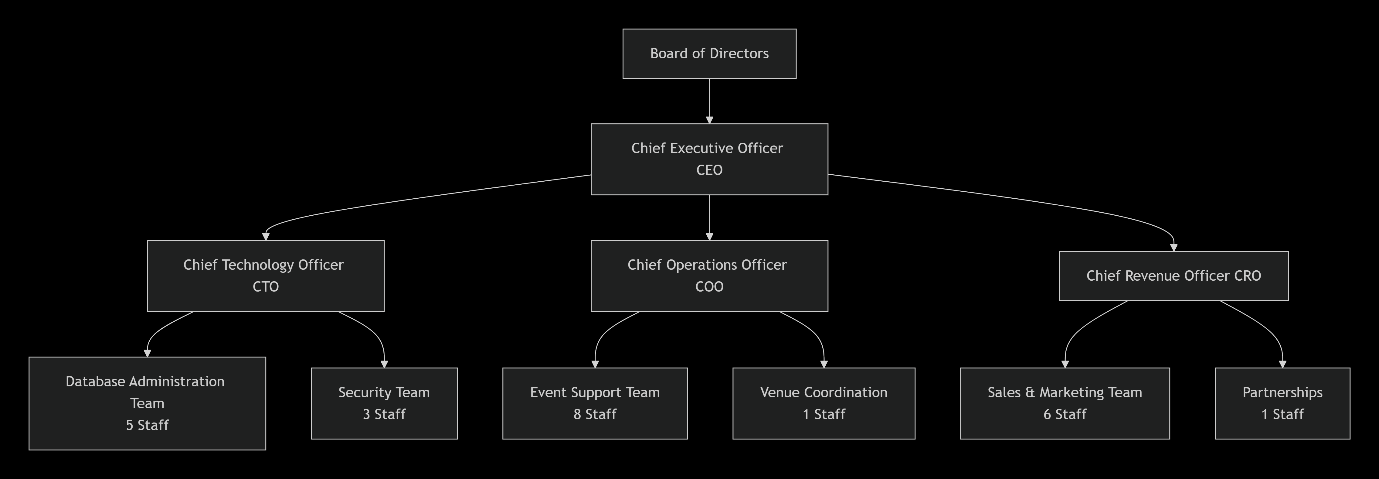 Board of Directors
Chief Executive Officer
CEO
Chief Technology Officer
CTO
Chief Operations Officer
COO
Chief Revenue Officer CRO
Database Administration
Team
5 Staff
Security Team
3 Staff
Event Support Team
8 Staff
Venue Coordination
1 Staff
Sales & Marketing Team
6 Staff
Partnerships
1 Staff